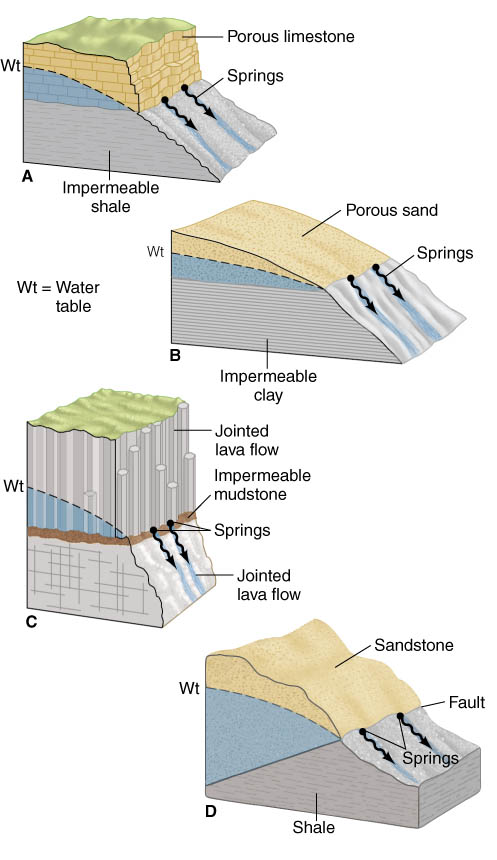 Porous limestone
Wt
Springs
A
Impermeable
shale
Porous sand
Wt
Springs
Wt = Water
table
B
Impermeable
clay
Jointed
lava flow
Impermeable
mudstone
Wt
Springs
Jointed
lava flow
C
Sandstone
Wt
Fault
Springs
D
Shale